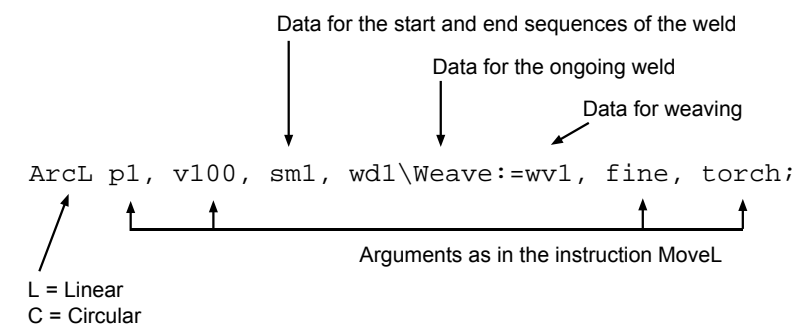 Data for the start and end sequences of the weld
Data for the ongoing weld
Data for weaving
ArcL p1, v100, sm1, wd1\Weave:=wv1, fine, torch;
Arguments as in the instruction MoveL
L = Linear
C = Circular